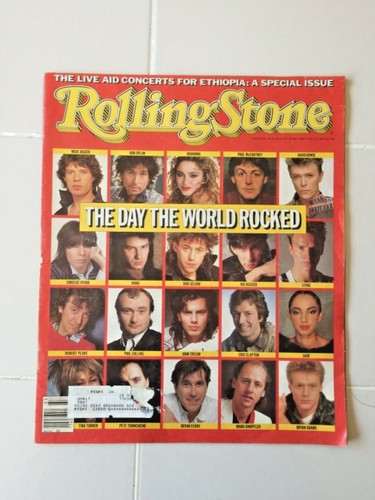 THE LIVE AID CONCERTS FOR ETHIOPIA: A SPECIAL ISSUE
RollingStone
MICK JAGGER BOB DYLAN MADONNA PAUL McCARTNEY DAVID BOWIE
THE DAY THE WORLD ROCKED
CHRISSIE HYNDE BONO BOB GELDOF STING
ROBERT PLANT PHIL COLLINS JOHN TAYLOR ERIC CLAPTON SADE
TINA TURNER PETE TOWNSHEND BRYAN FERRY MARK KNOPFLER BRYAN ADAMS